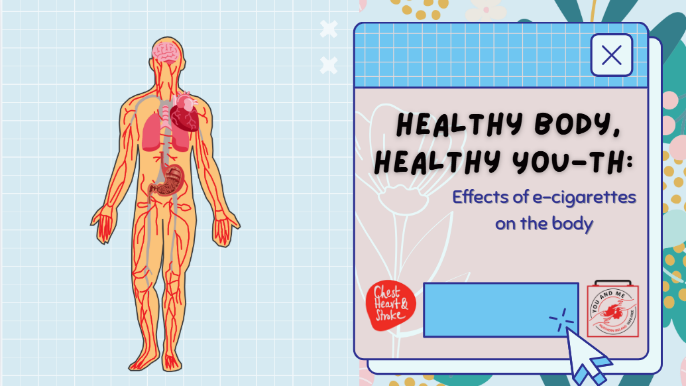 HEALTHY BODY,
HEALTHY YOU-TH:
Effects of e-cigarettes
on the body
Chest
Heart &
Stroke
YOU AND ME